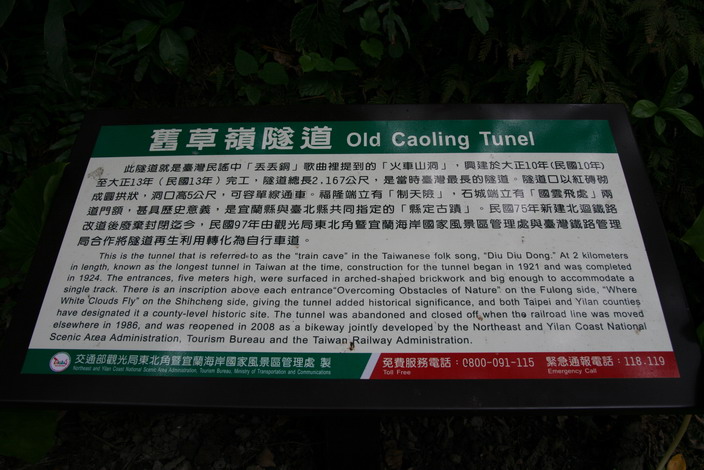 舊草嶺隧道 Old Caoling Tunel
此隧道就是臺灣民謠中「丟丟銅」歌曲裡提到的「火車山洞」，興建於大正10年(民國10年)
至大正13年（民國13年）完工，隧道總長2.167公尺，是當時臺灣最長的隧道。隧道口以紅磚砌
成圓拱狀，洞口高5公尺，可容單線通車。福隆端立有「制天險」，石城端立有「國雲飛處」兩
道門額，甚具歷史意義，是宜蘭縣與臺北縣共同指定的「縣定古蹟」。民國75年新建北迴鐵路
改道後廢棄封閉迄今，民國97年由觀光局東北角暨宜蘭海岸國家風景區管理處與臺灣鐵路管理
局合作將隧道再生利用轉化為自行車道。
This is the tunnel that is referred to as the "train cave" in the Taiwanese folk song, "Diu Diu Dong." At 2 kilometers
in length, known as the longest tunnel in Taiwan at the time, construction for the tunnel began in 1921 and was completed
in 1924. The entrances, five meters high, were surfaced in arched-shaped brickwork and big enough to accommodate a
single track. There is an inscription above each entrance"Overcoming Obstacles of Nature" on the Fulong side, "Where
White Clouds Fly" on the Shihcheng side, giving the tunnel added historical significance, and both Taipei and Yilan counties
have designated it a county-level historic site. The tunnel was abandoned and closed off when the railroad line was moved
elsewhere in 1986, and was reopened in 2008 as a bikeway jointly developed by the Northeast and Yilan Coast National
Scenic Area Administration, Tourism Bureau and the Taiwan Railway Administration.
交通部觀光局東北角暨宜蘭海岸國家風景區管理處 製
Northeast and Yilan Coast National Scenic Area Administration, Tourism Bureau, Ministry of Transportation and Communications
免費服務電話：0800-091-115 緊急通報電話：118.119
Toll Free Emergency Call